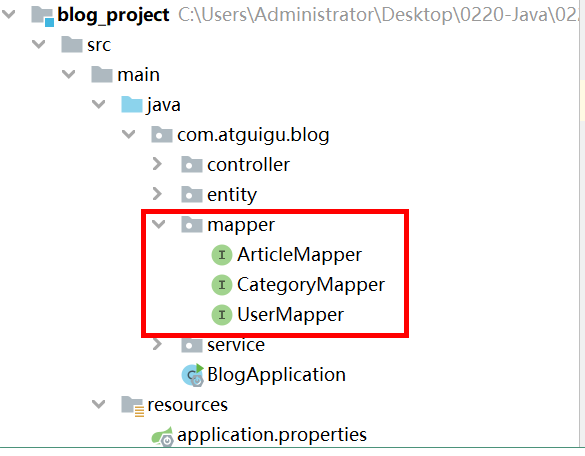 blog_project C:\Users\Administrator\Desktop\0220-Java\02
src
main
java
com.atguigu.blog
controller
entity
mapper
I ArticleMapper
I CategoryMapper
I UserMapper
service
C BlogApplication
resources
application.properties